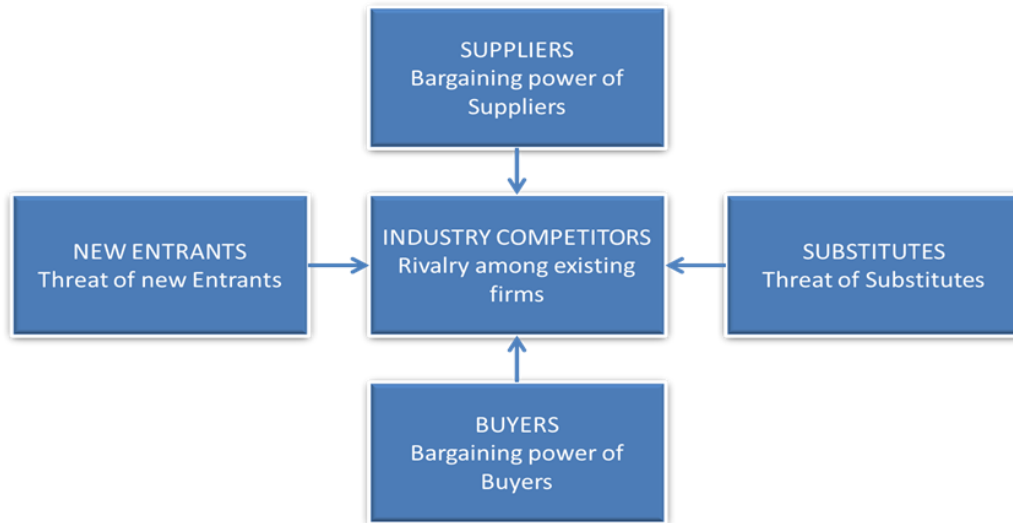 SUPPLIERS
Bargaining power of
Suppliers
NEW ENTRANTS
Threat of new Entrants
INDUSTRY COMPETITORS
Rivalry among existing
firms
SUBSTITUTES
Threat of Substitutes
BUYERS
Bargaining power of
Buyers